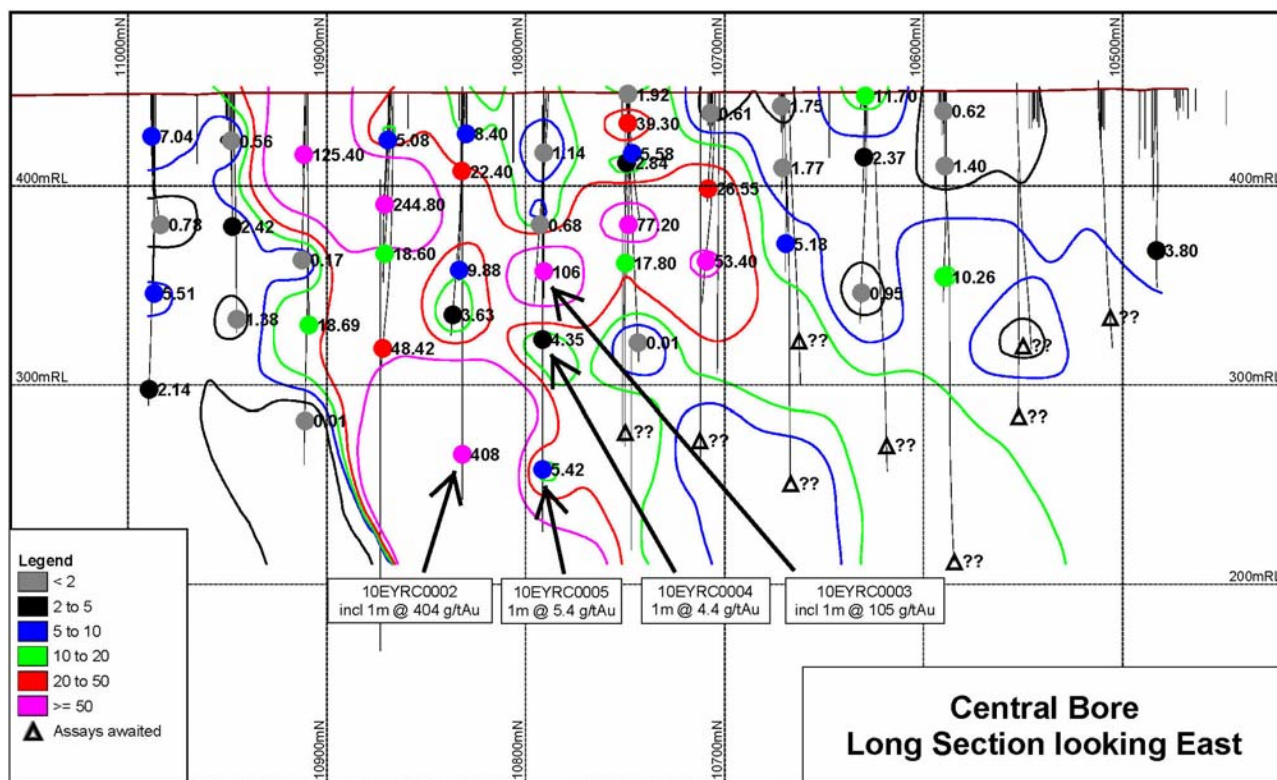 11000mN
10900mN
10800mN
10700mN
10600mN
10500mN
1.92
11.70
7.04
0.56
5.08
8.40
39.30
0.61
1.75
0.62
125.40
1.14
5.58
2.84
2.37
22.40
1.77
1.40
400mRL
400mRL
244.80
26.55
0.78
2.42
0.68
77.20
18.60
5.18
3.80
0.17
9.88
106
17.80
53.40
10.26
5.51
0.95
1.38
18.69
3.63
??
4.35
0.01
??
??
48.42
300mRL
300mRL
2.14
0.01
??
??
??
??
408
5.42
??
??
200mRL
10EYRC0002
incl 1m @ 404 g/tAu
10EYRC0005
1m @ 5.4 g/tAu
10EYRC0004
1m @ 4.4 g/tAu
10EYRC0003
incl 1m @ 105 g/tAu
Legend
< 2
2 to 5
5 to 10
10 to 20
20 to 50
>= 50
Assays awaited
10900mN
10800mN
10700mN
Central Bore
Long Section looking East